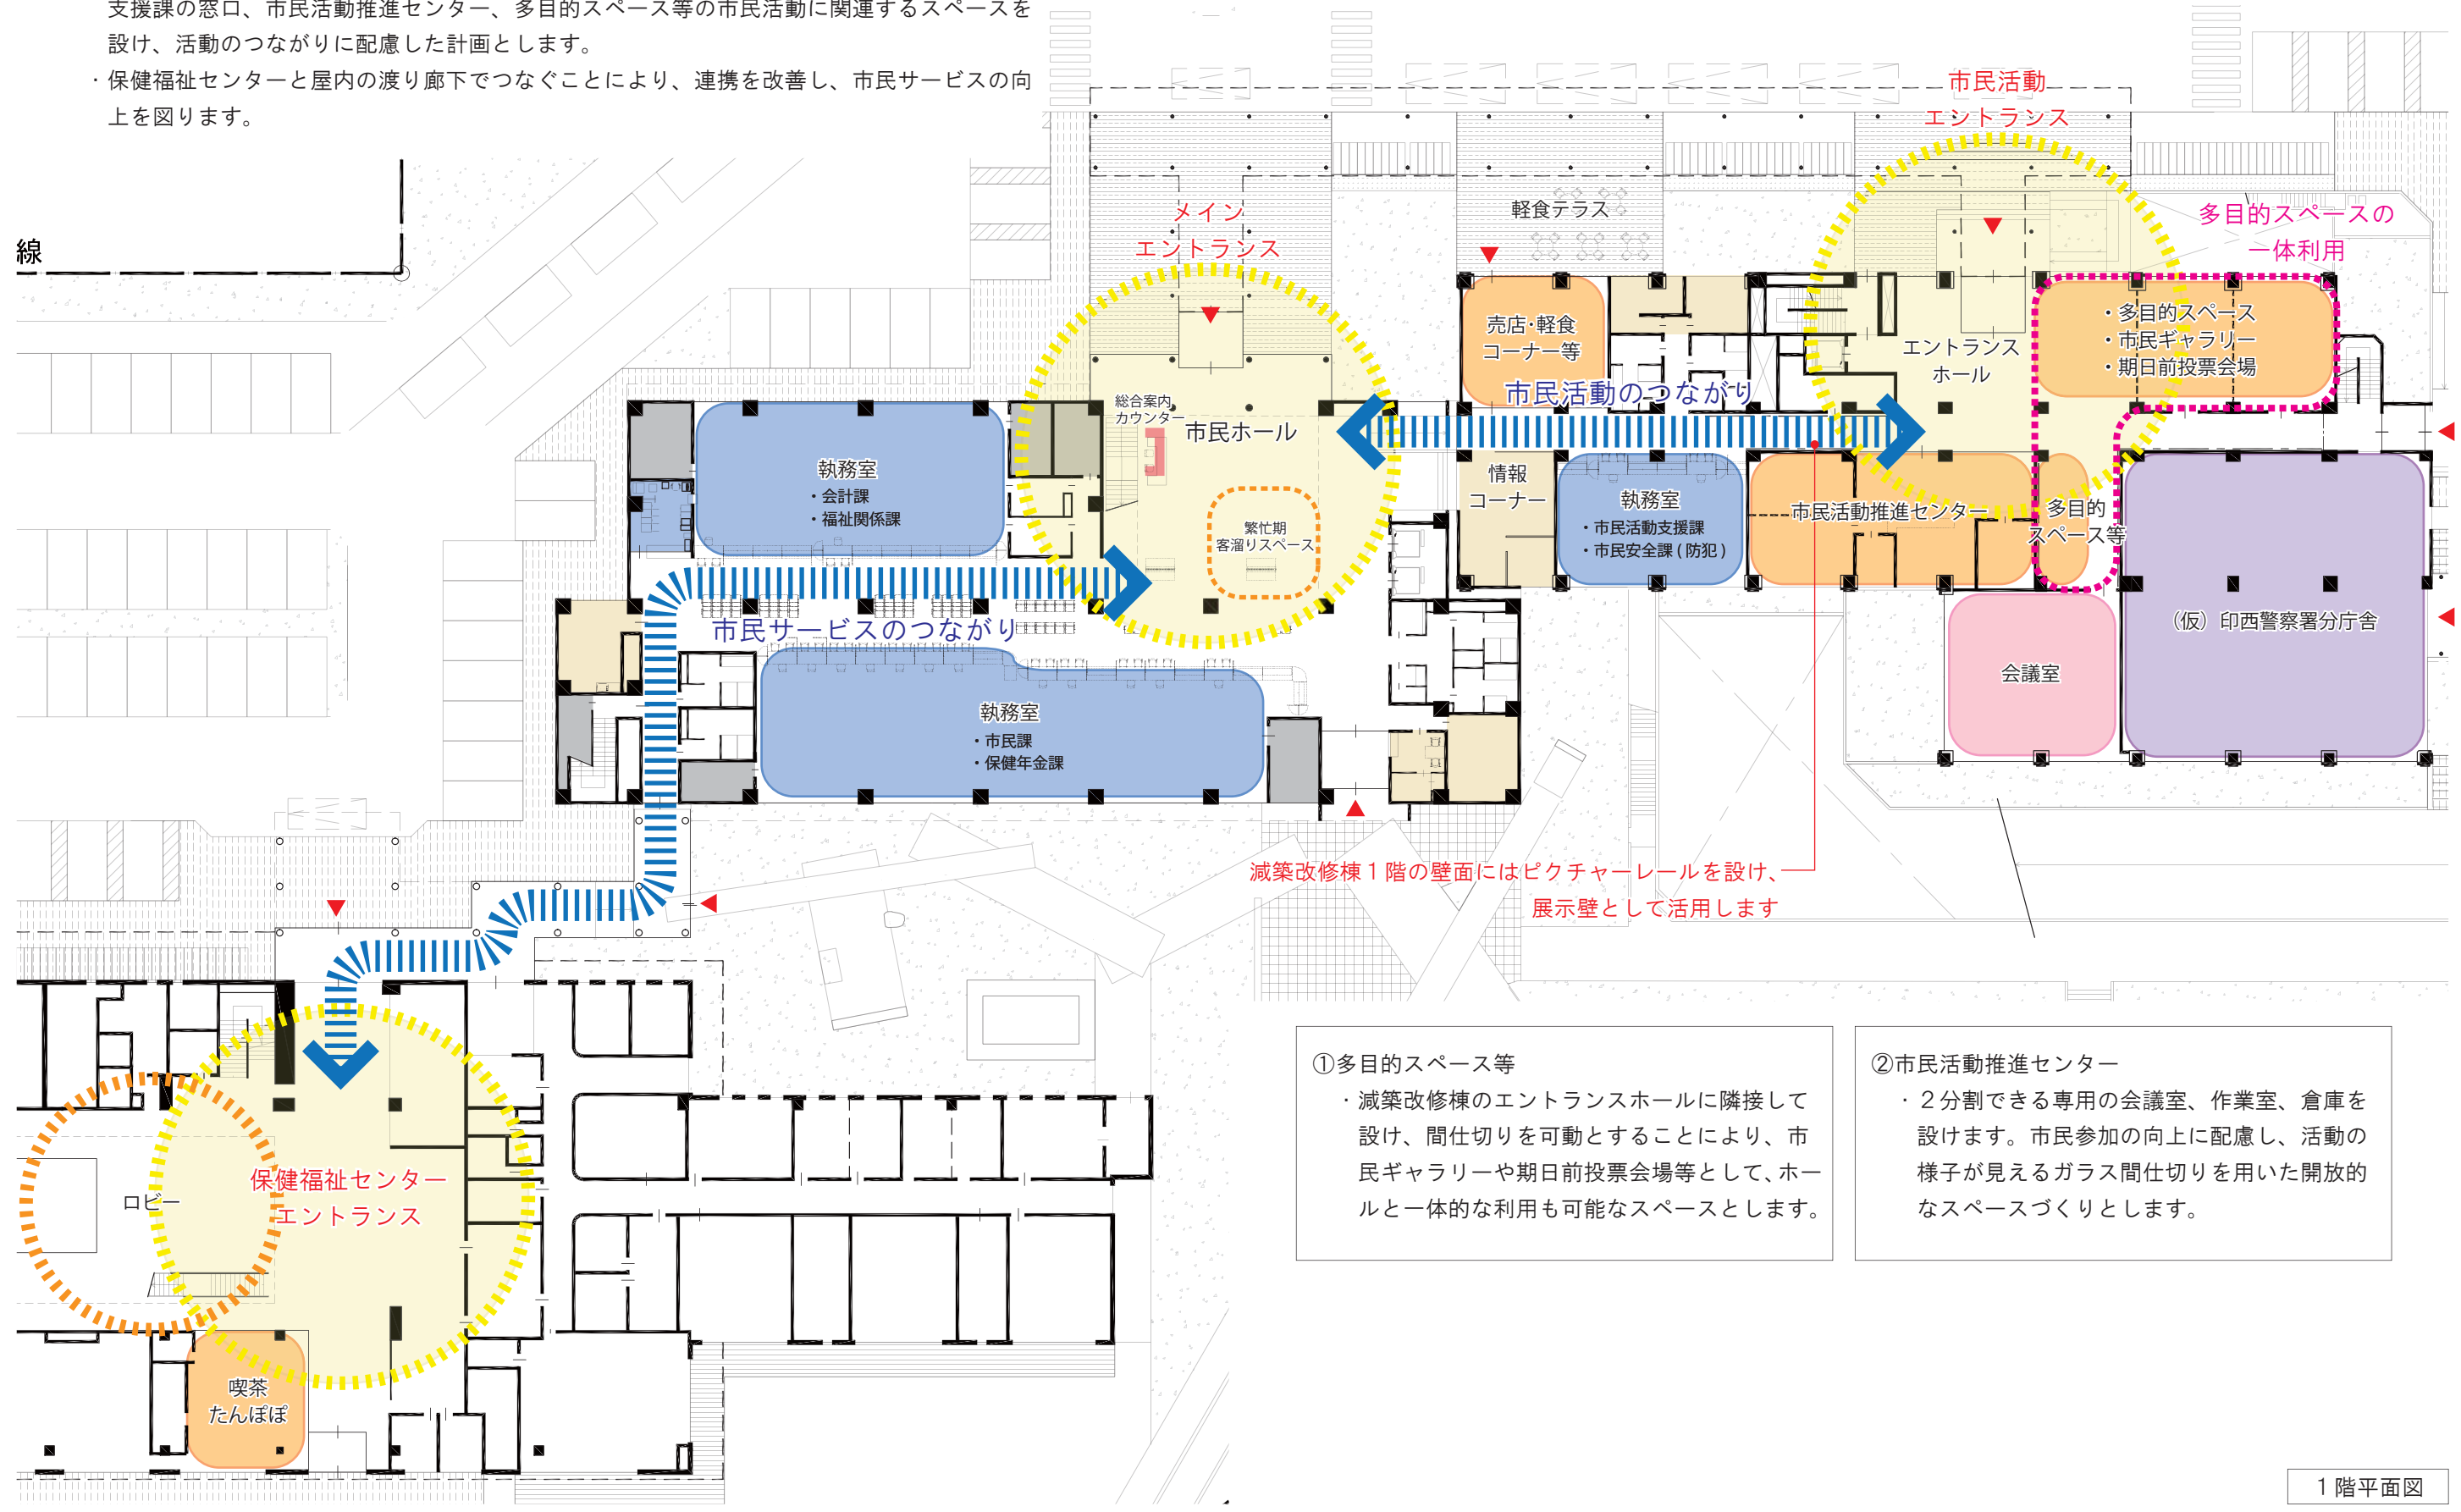 支援課の窓口、市民活動推進センター、多目的スペース等の市民活動に関連するスペースを
設け、活動のつながりに配慮した計画とします。
・保健福祉センターと屋内の渡り廊下でつなぐことにより、連携を改善し、市民サービスの向
上を図ります。
線
市民活動
エントランス
メイン
エントランス
軽食テラス
多目的スペースの
一体利用
売店・軽食
コーナー等
エントランス
ホール
・多目的スペース
・市民ギャラリー
・期日前投票会場
市民活動のつながり
総合案内
カウンター
市民ホール
執務室
・会計課
・福祉関係課
繁忙期
客溜りスペース
情報
コーナー
執務室
・市民活動支援課
・市民安全課(防犯)
市民活動推進センター
多目的
スペース等
(仮)印西警察署分庁舎
会議室
市民サービスのつながり
執務室
・市民課
・保健年金課
減築改修棟1階の壁面にはピクチャーレールを設け、
展示壁として活用します
ロビー
保健福祉センター
エントランス
喫茶
たんぽぽ
①多目的スペース等
・減築改修棟のエントランスホールに隣接して
設け、間仕切りを可動とすることにより、市
民ギャラリーや期日前投票会場等として、ホー
ルと一体的な利用も可能なスペースとします。
②市民活動推進センター
・2分割できる専用の会議室、作業室、倉庫を
設けます。市民参加の向上に配慮し、活動の
様子が見えるガラス間仕切りを用いた開放的
なスペースづくりとします。
1階平面図